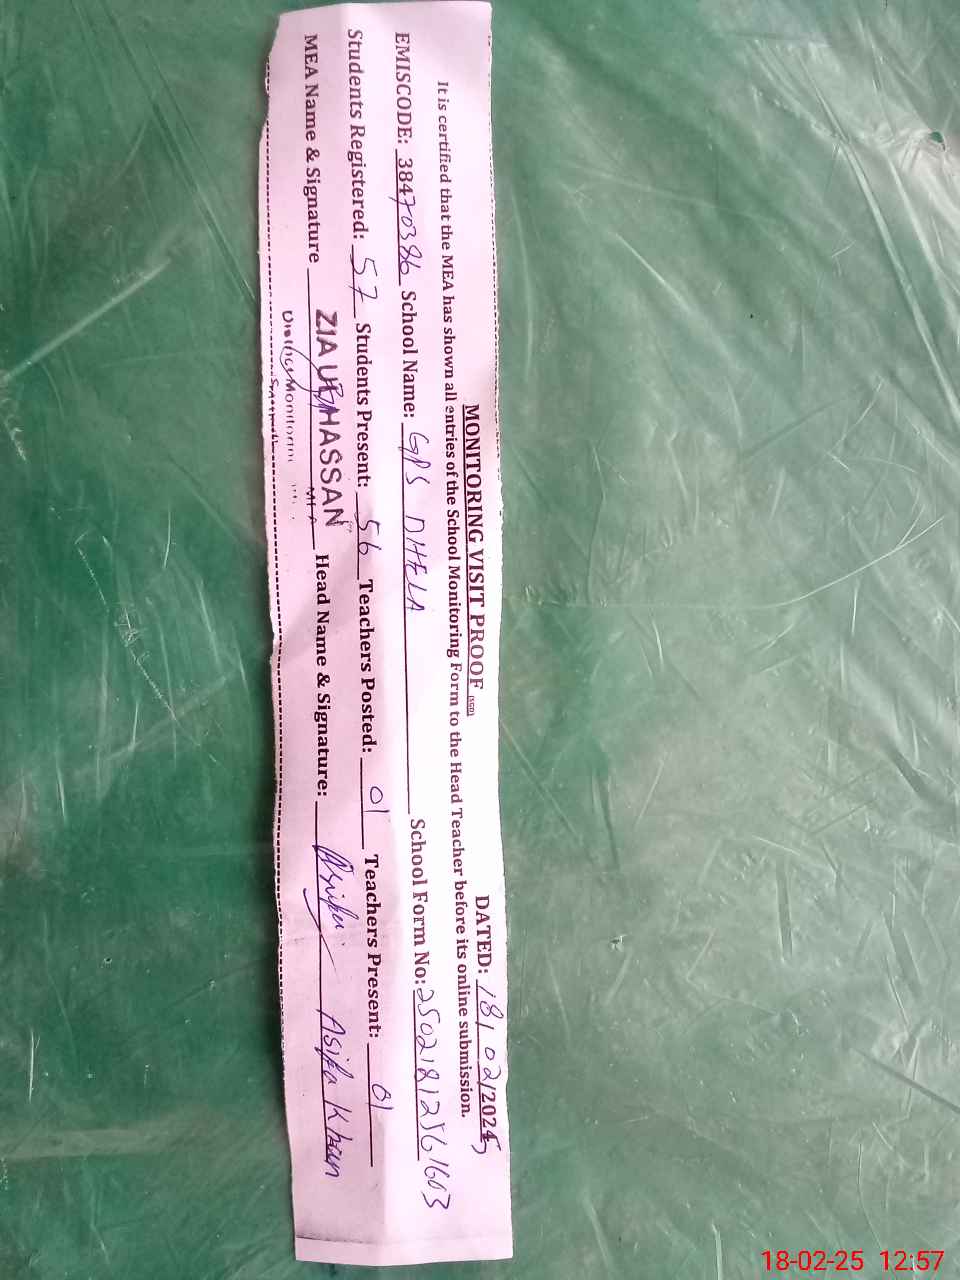 MONITORING VISIT PROOF (SGD) DATED: 18/02/2025
It is certified that the MEA has shown all entries of the School Monitoring Form to the Head Teacher before its online submission.
EMISCODE: 38470386 School Name: GPS DHELA School Form No:
Students Registered: 57 Students Present: 56 Teachers Posted: 01 Teachers Present: 01
MEA Name & Signature ZIA UL HASSAN Head Name & Signature: Asifa Khan
District Monitoring
18-02-25 12:57